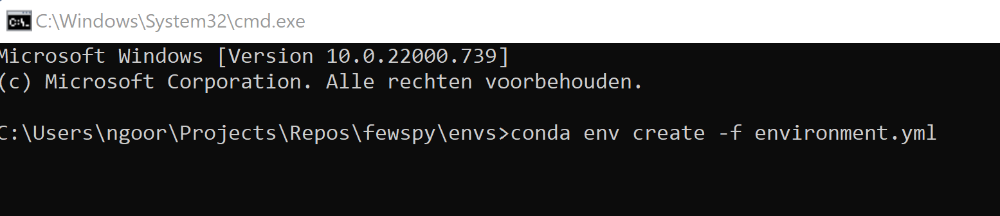 C:\Windows\System32\cmd.exe
Microsoft Windows [Version 10.0.22000.739]
(c) Microsoft Corporation. Alle rechten voorbehouden.
C:\Users\ngoor\Projects\Repos\fewspy\envs>conda env create -f environment.yml